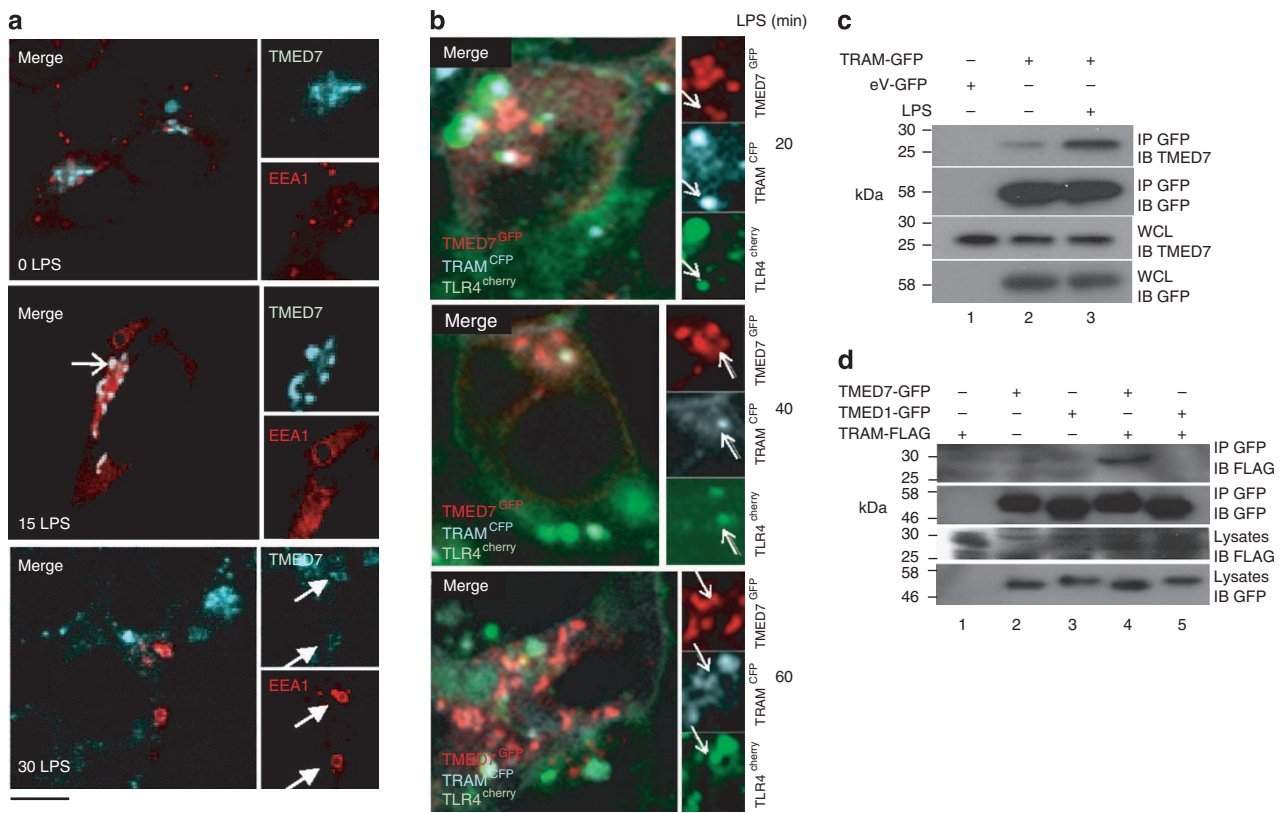 a
Merge
TMED7
EEA1
0 LPS
Merge
TMED7
EEA1
15 LPS
Merge
TMED7
EEA1
30 LPS
b
LPS (min)
Merge
TMED7GFP
TRAMCFP
TLR4cherry
TMED7GFP
TRAMCFP
TLR4cherry
20
Merge
TMED7GFP
TRAMCFP
TLR4cherry
TMED7GFP
TRAMCFP
TLR4cherry
40
Merge
TMED7GFP
TRAMCFP
TLR4cherry
TMED7GFP
TRAMCFP
TLR4cherry
60
c
TRAM-GFP – + +
eV-GFP + – –
LPS – – +
kDa
30
25
IP GFP
IB TMED7
58
IP GFP
IB GFP
30
25
WCL
IB TMED7
58
WCL
IB GFP
1 2 3
d
TMED7-GFP – + – + –
TMED1-GFP – – + – +
TRAM-FLAG + – – + +
kDa
30
25
IP GFP
IB FLAG
58
46
IP GFP
IB GFP
30
25
Lysates
IB FLAG
58
46
Lysates
IB GFP
1 2 3 4 5